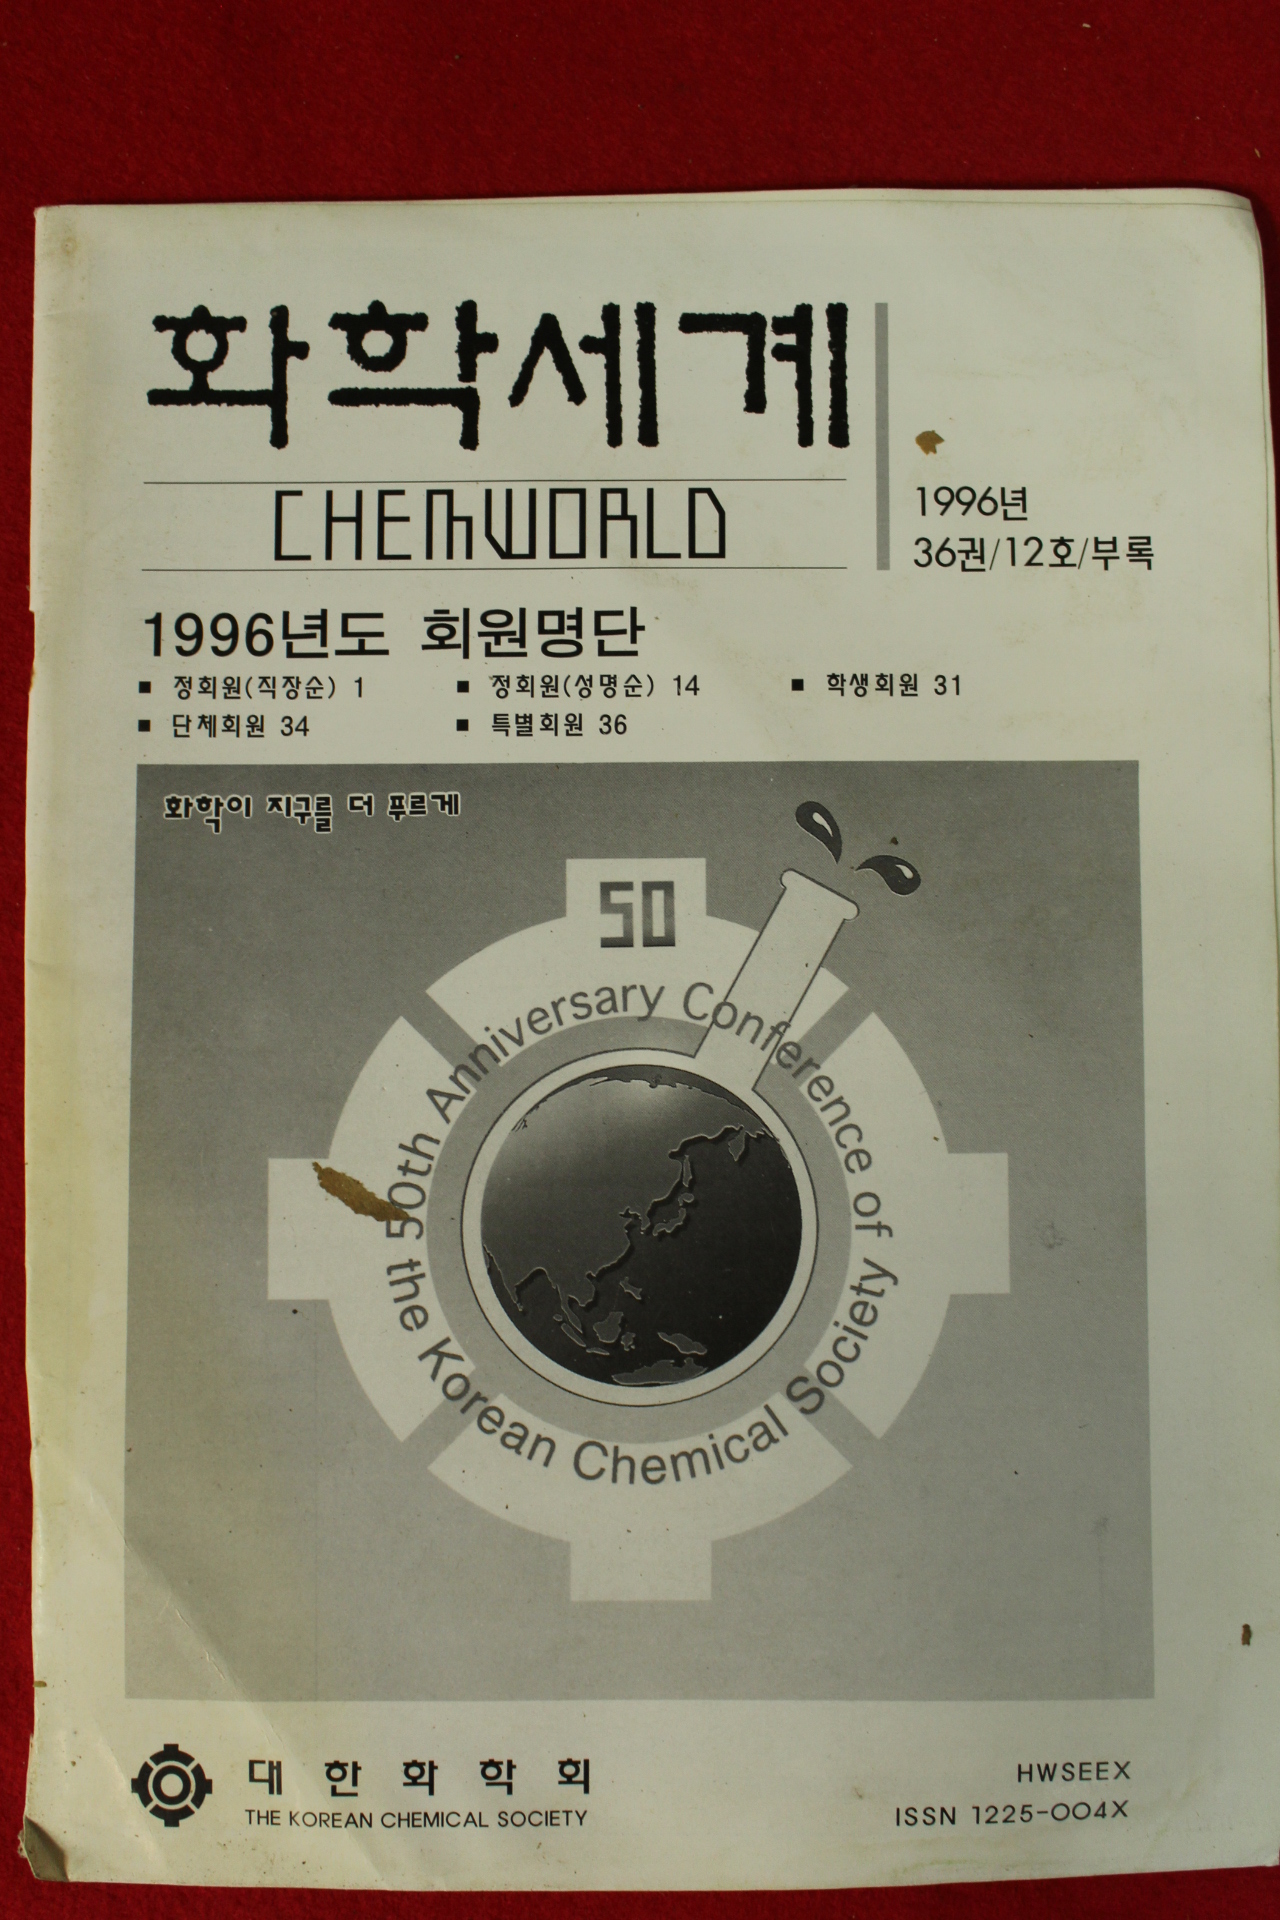 화학세계
CHEMWORLD
1996년
36권/12호/부록
1996년도 회원명단
▪ 정회원(직장순) 1 ▪ 정회원(성명순) 14 ▪ 학생회원 31
▪ 단체회원 34 ▪ 특별회원 36
화학이 지구를 더 푸르게
50
the 50th Anniversary Conference of
the Korean Chemical Society
대한화학회
THE KOREAN CHEMICAL SOCIETY
HWSEEX
ISSN 1225-004X